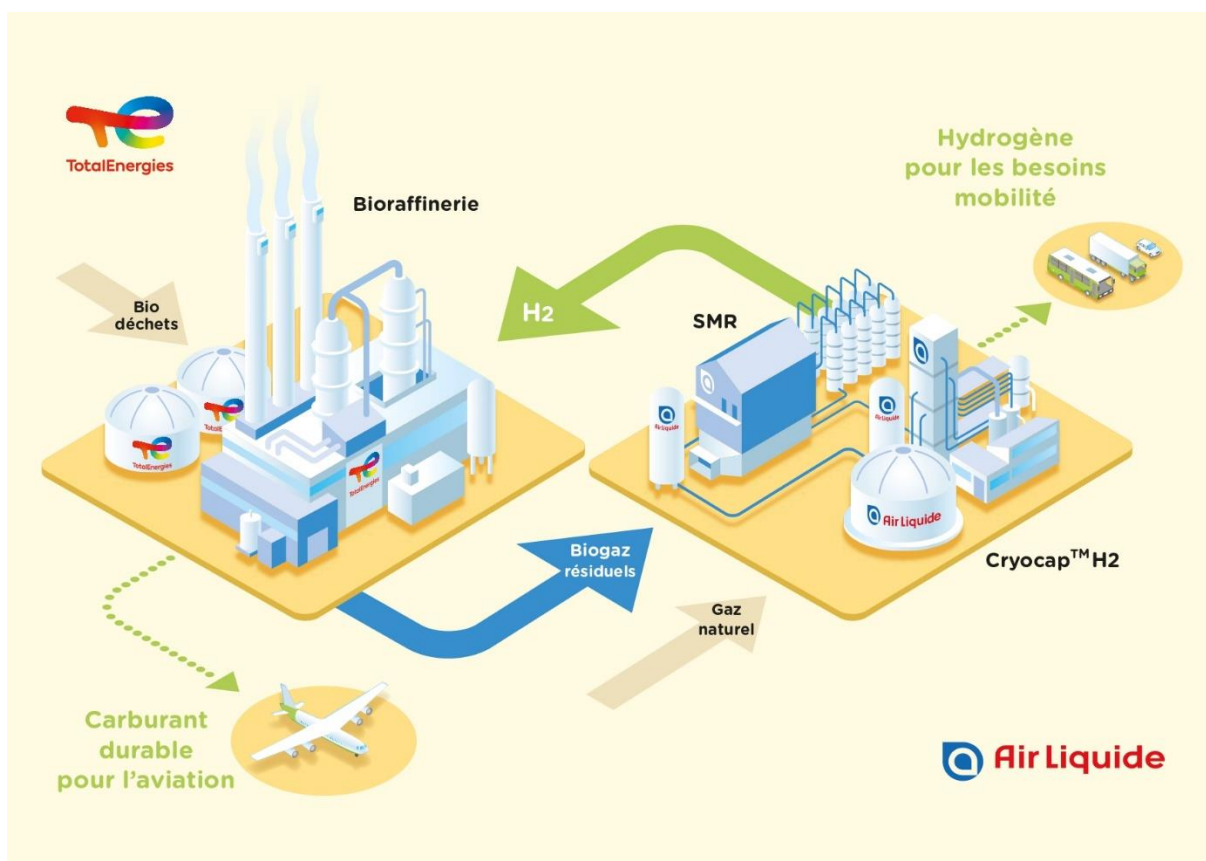 TotalEnergies
Bioraffinerie
Hydrogène
pour les besoins
mobilité
Bio
déchets
H2
SMR
TotalEnergies
TotalEnergies
TotalEnergies
Air Liquide
Air Liquide
Air Liquide
Cryocap™ H2
Biogaz
résiduels
Gaz
naturel
Carburant
durable
pour l'aviation
Air Liquide